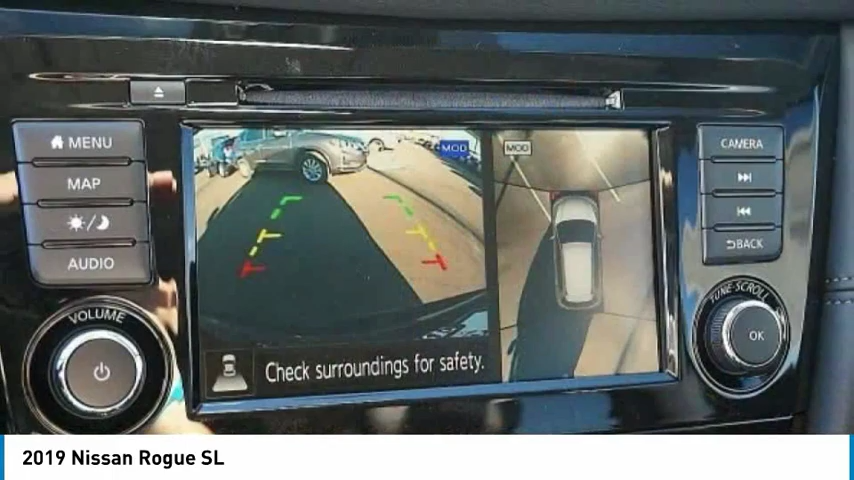 MENU
MAP
AUDIO
VOLUME
MOD
MOD
Check surroundings for safety.
CAMERA
BACK
TUNE·SCROLL
OK
2019 Nissan Rogue SL